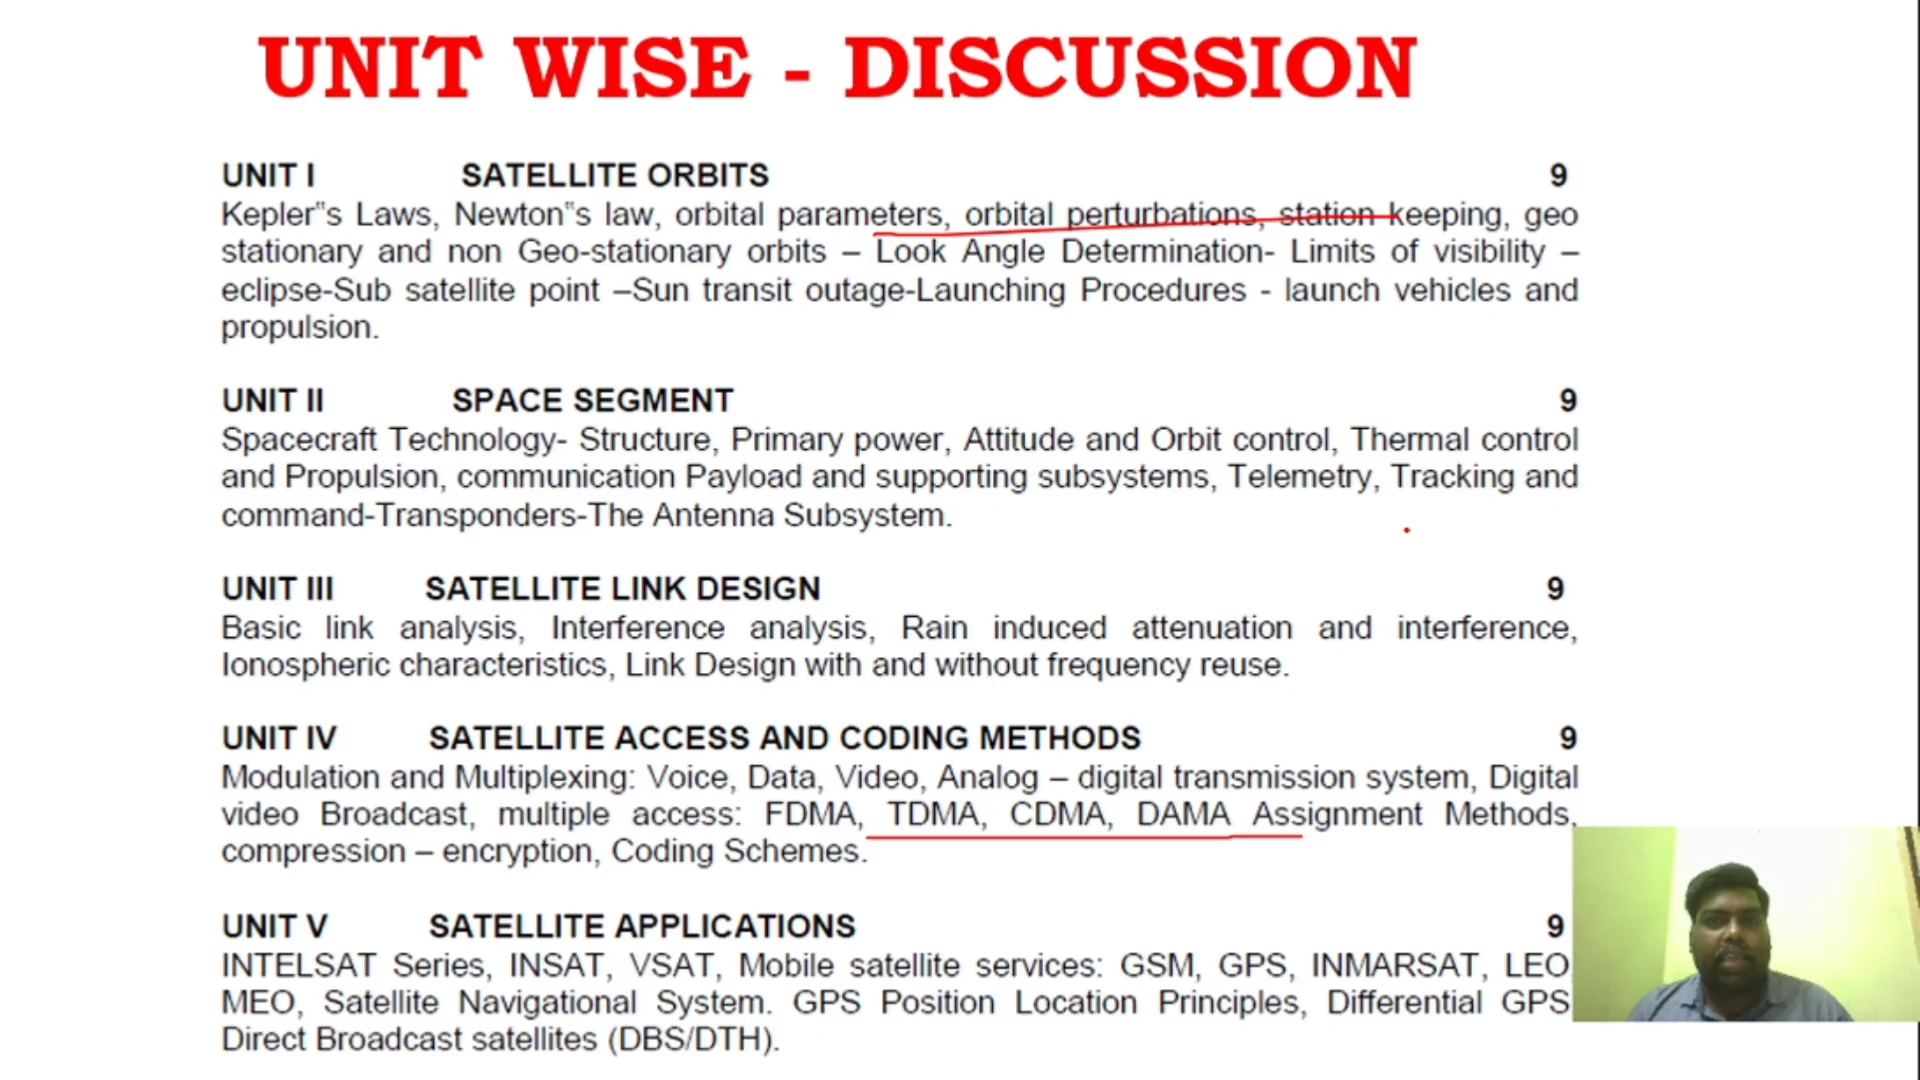 UNIT WISE - DISCUSSION
UNIT I SATELLITE ORBITS 9
Kepler‟s Laws, Newton‟s law, orbital parameters, orbital perturbations, station keeping, geo
stationary and non Geo-stationary orbits – Look Angle Determination- Limits of visibility –
eclipse-Sub satellite point –Sun transit outage-Launching Procedures - launch vehicles and
propulsion.
UNIT II SPACE SEGMENT 9
Spacecraft Technology- Structure, Primary power, Attitude and Orbit control, Thermal control
and Propulsion, communication Payload and supporting subsystems, Telemetry, Tracking and
command-Transponders-The Antenna Subsystem.
UNIT III SATELLITE LINK DESIGN 9
Basic link analysis, Interference analysis, Rain induced attenuation and interference,
Ionospheric characteristics, Link Design with and without frequency reuse.
UNIT IV SATELLITE ACCESS AND CODING METHODS 9
Modulation and Multiplexing: Voice, Data, Video, Analog – digital transmission system, Digital
video Broadcast, multiple access: FDMA, TDMA, CDMA, DAMA Assignment Methods,
compression – encryption, Coding Schemes.
UNIT V SATELLITE APPLICATIONS 9
INTELSAT Series, INSAT, VSAT, Mobile satellite services: GSM, GPS, INMARSAT, LEO
MEO, Satellite Navigational System. GPS Position Location Principles, Differential GPS
Direct Broadcast satellites (DBS/DTH).